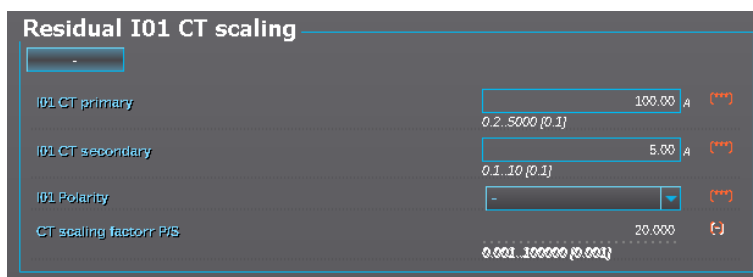 Residual I01 CT scaling
-
I01 CT primary 100.00 A (***)
0.2..5000 [0.1]
I01 CT secondary 5.00 A (***)
0.1..10 [0.1]
I01 Polarity - (***)
CT scaling factorr P/S 20.000 (-)
0.001..100000 [0.001]